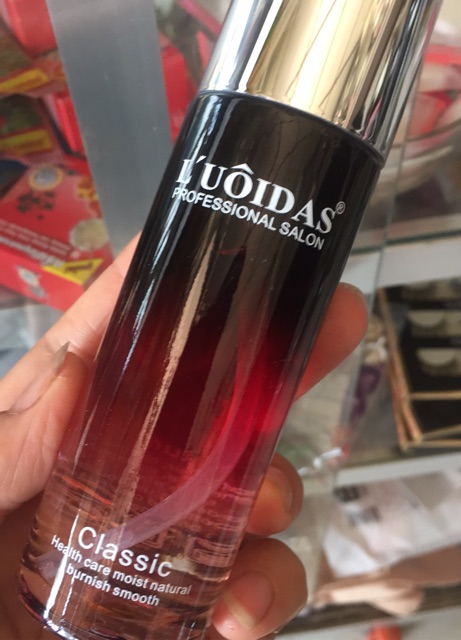 L'UÔIDAS®
PROFESSIONAL SALON
Classic
Health care moist natural
burnish smooth